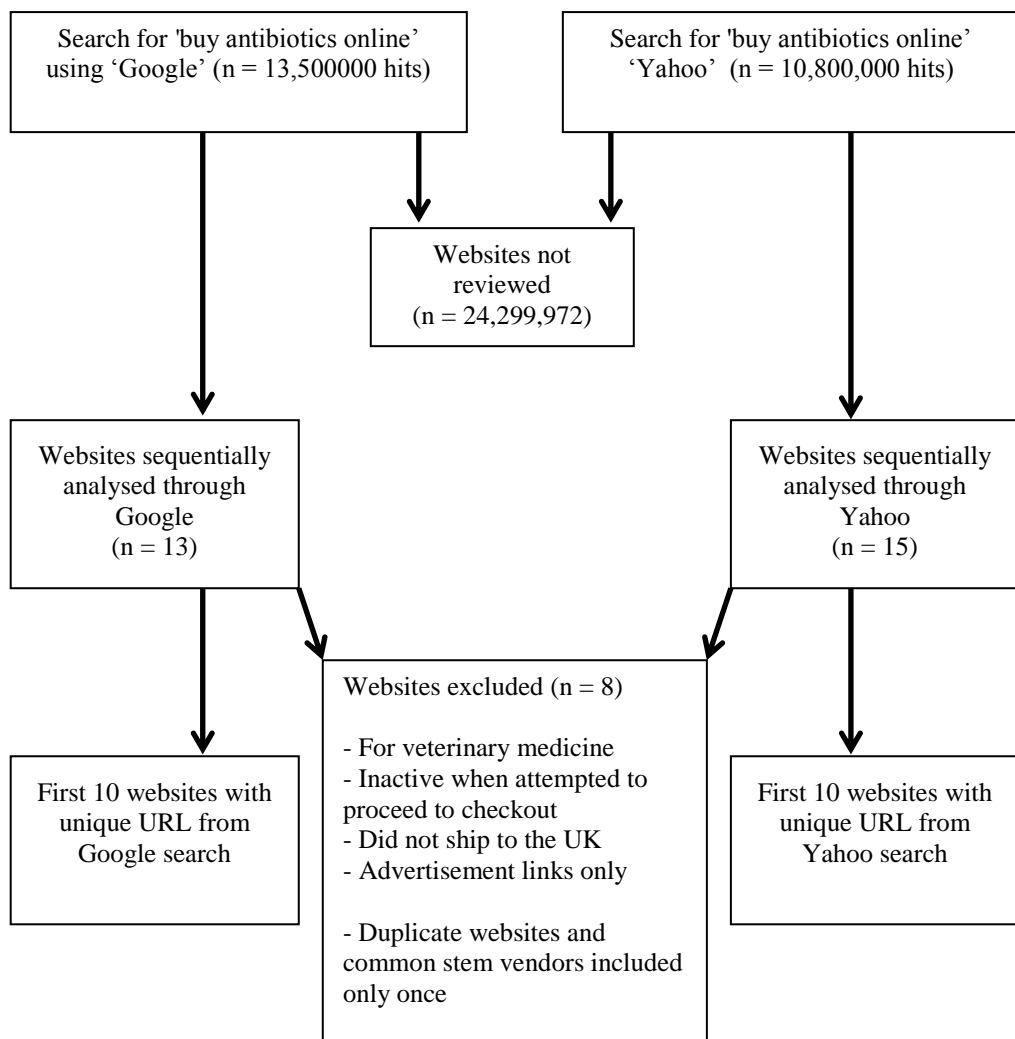 Search for 'buy antibiotics online’
using ‘Google’ (n = 13,500000 hits)
Search for 'buy antibiotics online’
‘Yahoo’  (n = 10,800,000 hits)
Websites not
reviewed
(n = 24,299,972)
Websites sequentially
analysed through
Google
(n = 13)
Websites sequentially
analysed through
Yahoo
(n = 15)
Websites excluded (n = 8)
- For veterinary medicine
- Inactive when attempted to
proceed to checkout
- Did not ship to the UK
- Advertisement links only
- Duplicate websites and
common stem vendors included
only once
First 10 websites with
unique URL from
Google search
First 10 websites with
unique URL from
Yahoo search